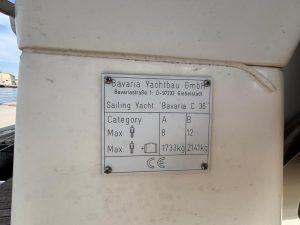 Bavaria Yachtbau GmbH
Bavariastraße 1; D-97232 Giebelstadt
Sailing Yacht "Bavaria C 36"
Category A B
Max. 8 12
Max. + 1733kg 2141kg
CE